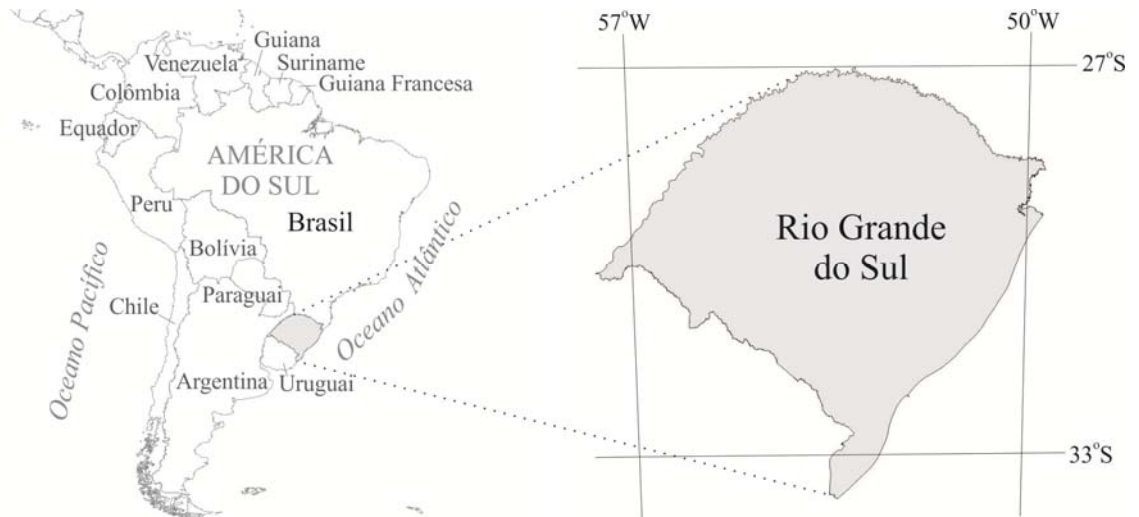 Guiana
Venezuela
Suriname
Guiana Francesa
Colômbia
Equador
AMÉRICA
DO SUL
Peru
Brasil
Bolívia
Oceano Atlântico
Oceano Pacífico
Paraguai
Chile
Argentina
Uruguai
57°W
50°W
27°S
Rio Grande
do Sul
33°S